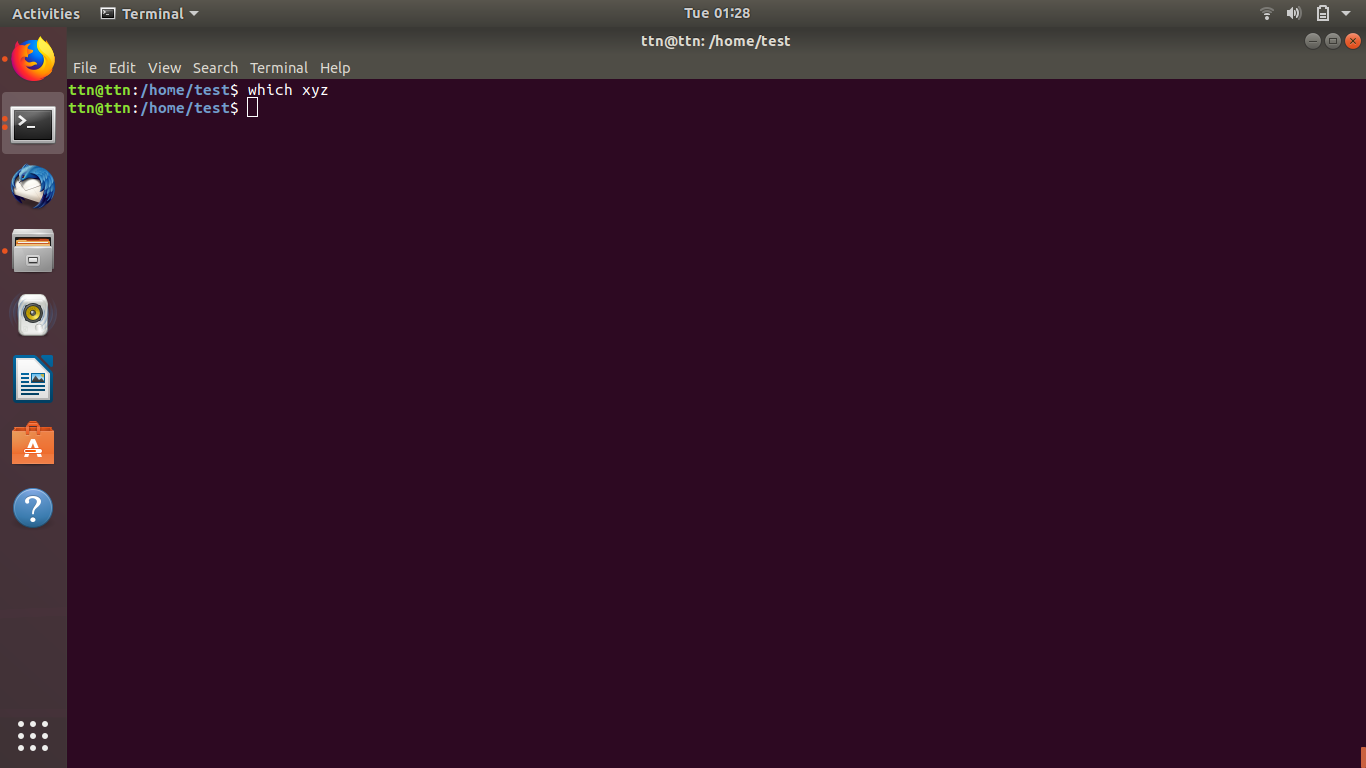 Activities Terminal Tue 01:28
ttn@ttn: /home/test
File Edit View Search Terminal Help
ttn@ttn:/home/test$ which xyz
ttn@ttn:/home/test$